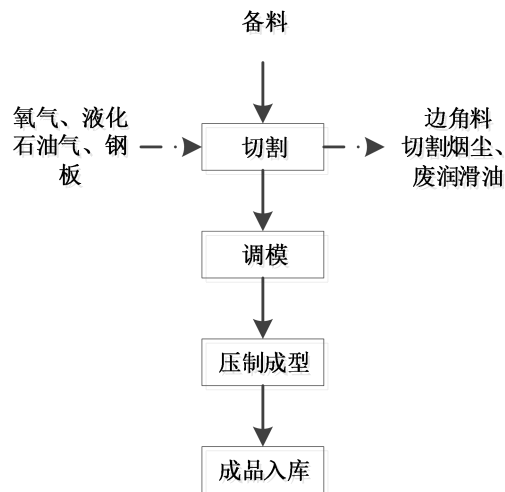 备料
氧气、液化
石油气、钢
板
切割
边角料
切割烟尘、
废润滑油
调模
压制成型
成品入库